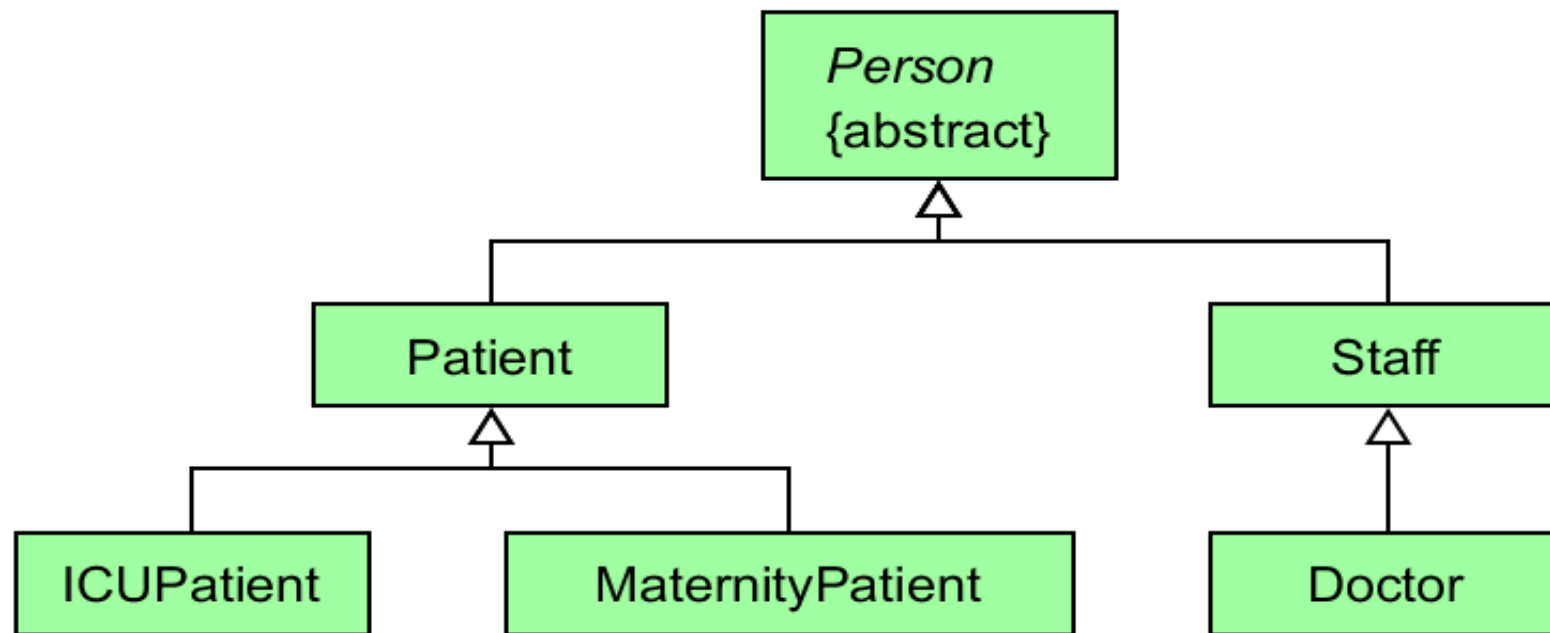 Person
{abstract}
Patient
Staff
ICUPatient
MaternityPatient
Doctor